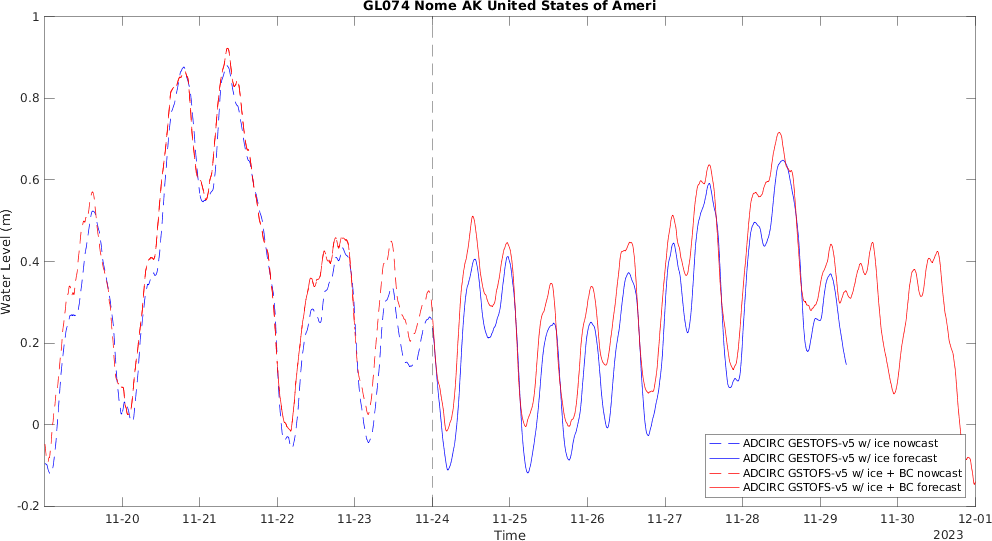 GL074 Nome AK United States of Ameri
1
0.8
0.6
0.4
0.2
0
-0.2
Water Level (m)
ADCIRC GESTOFS-v5 w/ ice nowcast
ADCIRC GESTOFS-v5 w/ ice forecast
ADCIRC GSTOFS-v5 w/ ice + BC nowcast
ADCIRC GSTOFS-v5 w/ ice + BC forecast
11-20 11-21 11-22 11-23 11-24 11-25 11-26 11-27 11-28 11-29 11-30 12-01
Time
2023